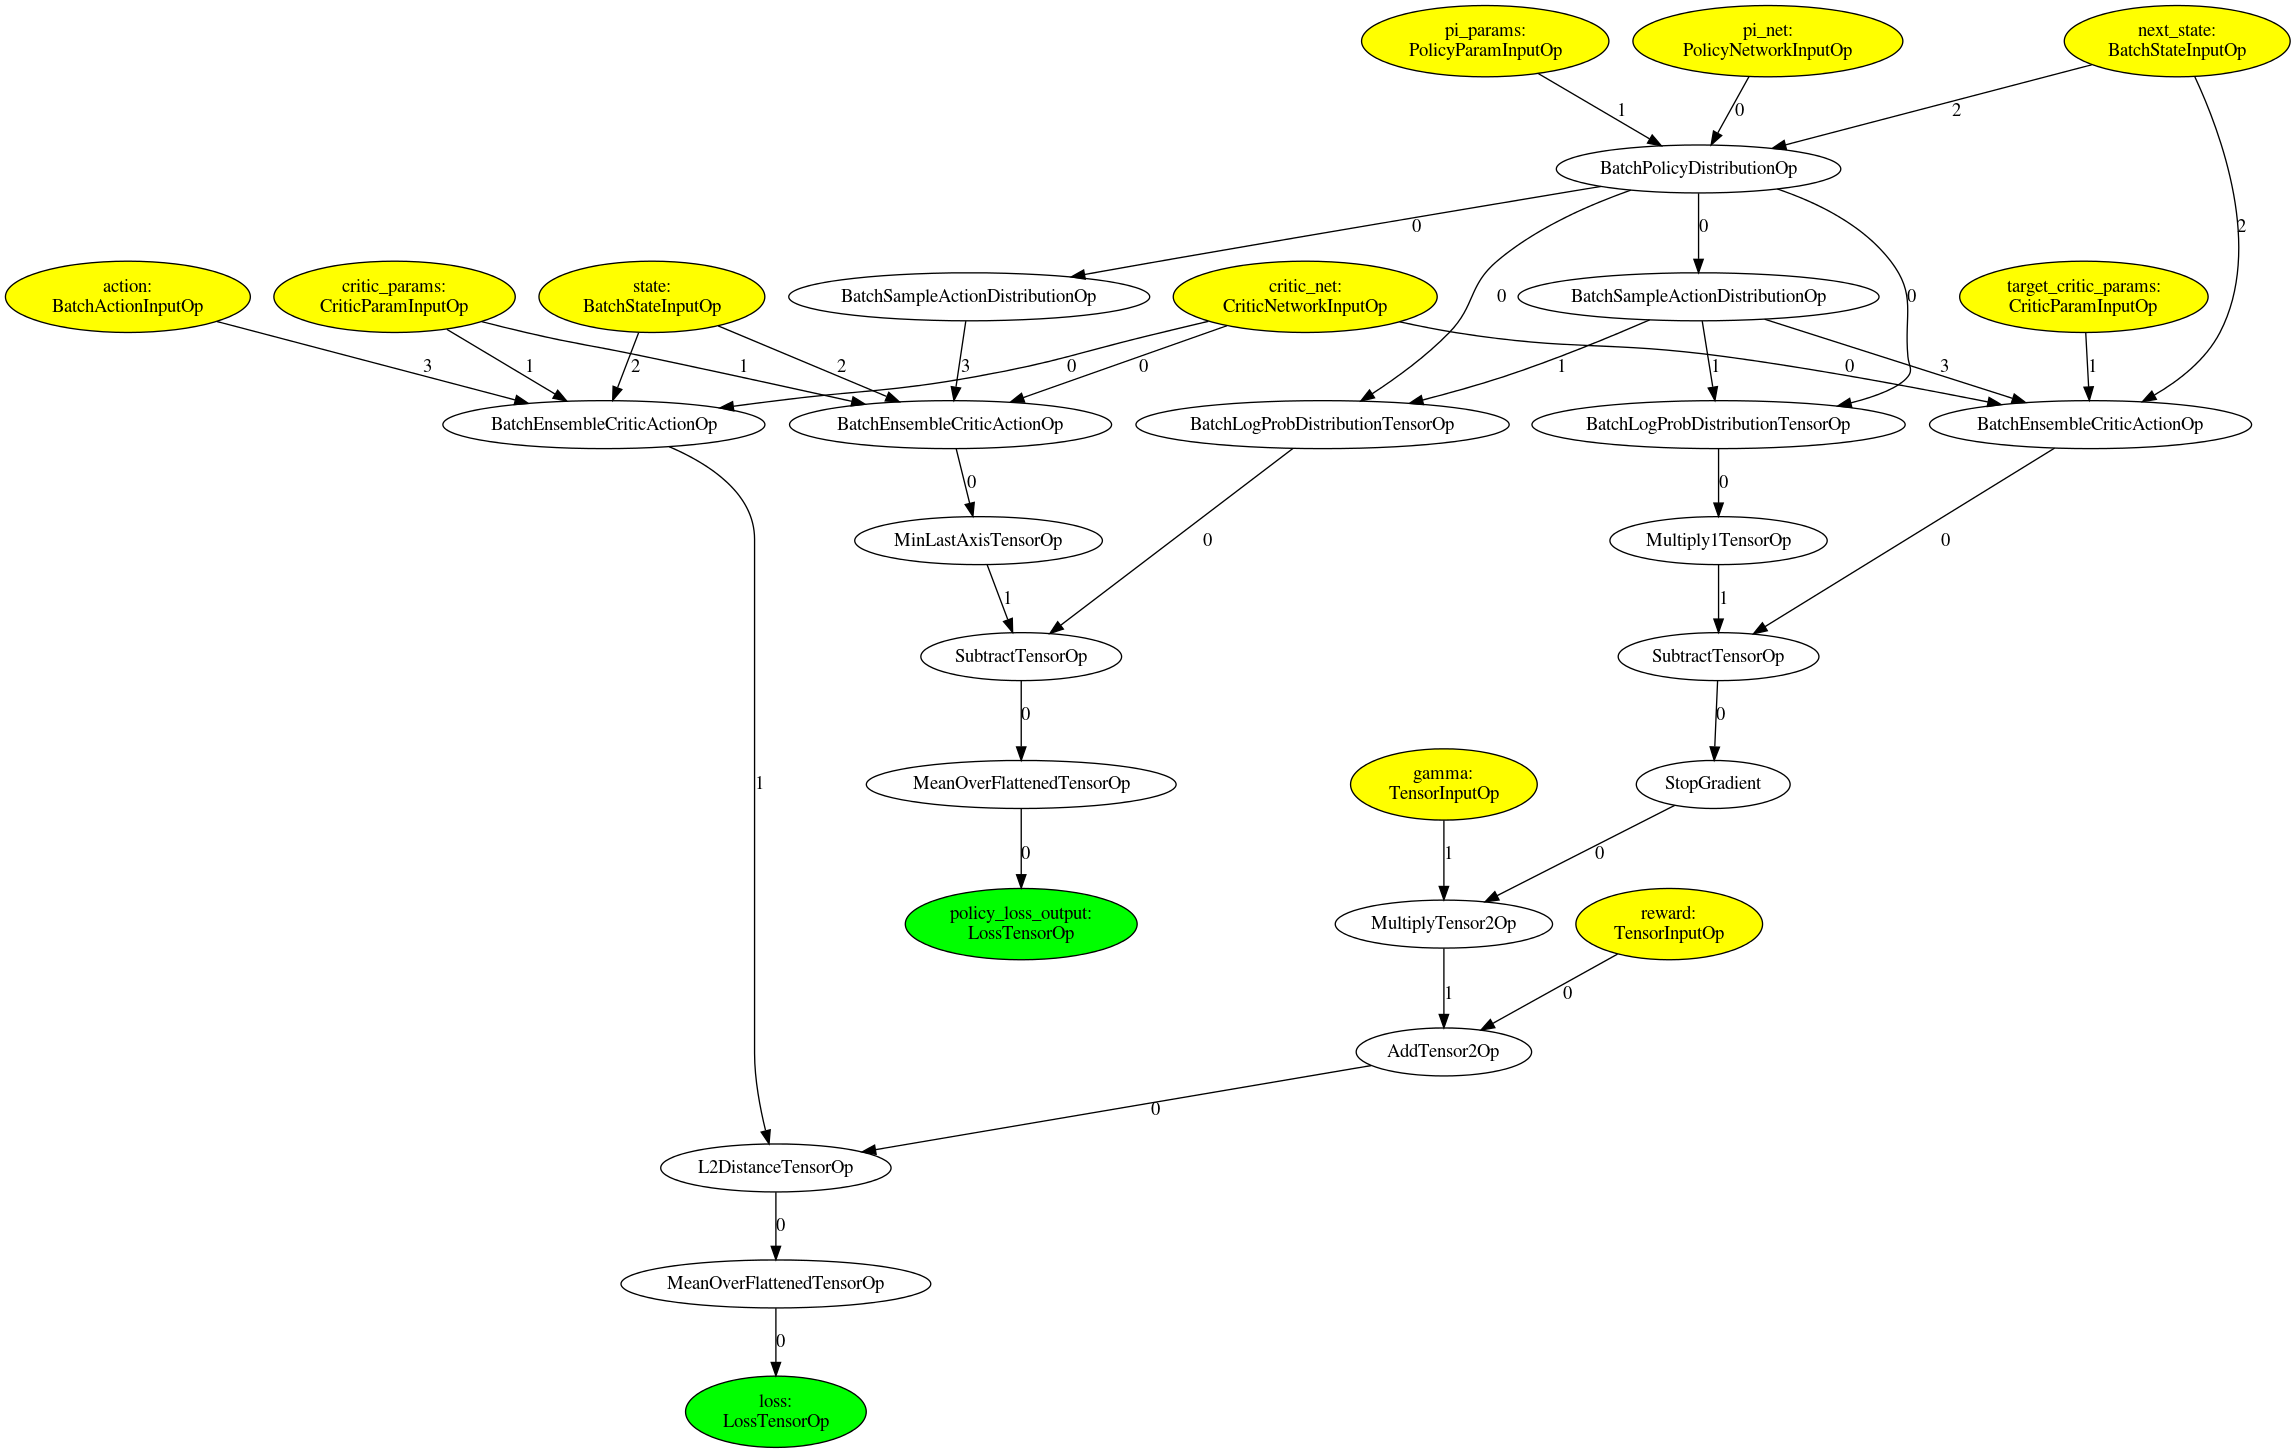 pi_params:
PolicyParamInputOp
pi_net:
PolicyNetworkInputOp
next_state:
BatchStateInputOp
1
0
2
BatchPolicyDistributionOp
0
0
2
action:
BatchActionInputOp
critic_params:
CriticParamInputOp
state:
BatchStateInputOp
BatchSampleActionDistributionOp
critic_net:
CriticNetworkInputOp
0
BatchSampleActionDistributionOp
0
target_critic_params:
CriticParamInputOp
3
1
2
1
2
3
0
0
1
1
0
3
1
BatchEnsembleCriticActionOp
BatchEnsembleCriticActionOp
BatchLogProbDistributionTensorOp
BatchLogProbDistributionTensorOp
BatchEnsembleCriticActionOp
0
0
MinLastAxisTensorOp
0
Multiply1TensorOp
0
1
1
SubtractTensorOp
SubtractTensorOp
0
0
1
MeanOverFlattenedTensorOp
gamma:
TensorInputOp
StopGradient
0
1
0
policy_loss_output:
LossTensorOp
MultiplyTensor2Op
reward:
TensorInputOp
1
0
AddTensor2Op
0
L2DistanceTensorOp
0
MeanOverFlattenedTensorOp
0
loss:
LossTensorOp